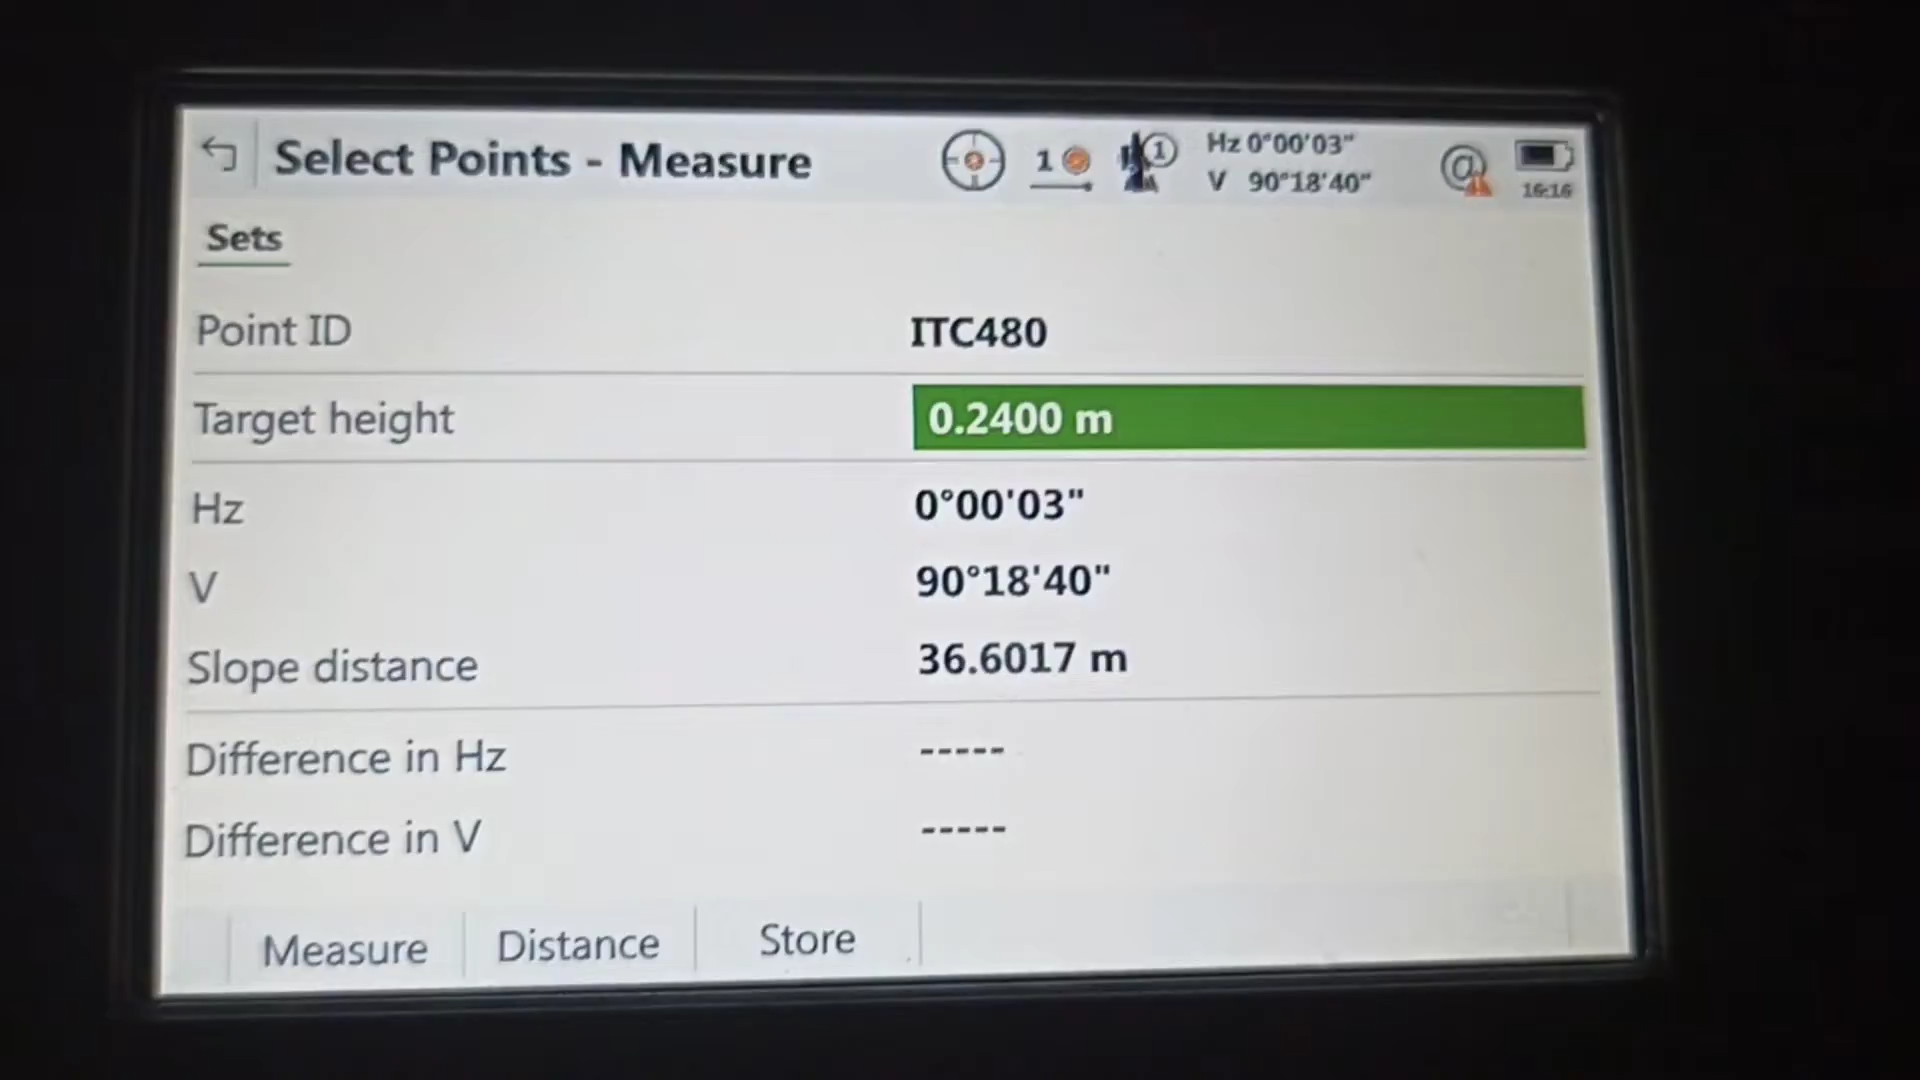 Select Points - Measure
1
1
Hz 0°00'03"
V 90°18'40"
@
16:16
Sets
Point ID ITC480
Target height 0.2400 m
Hz 0°00'03"
V 90°18'40"
Slope distance 36.6017 m
Difference in Hz -----
Difference in V -----
Measure Distance Store